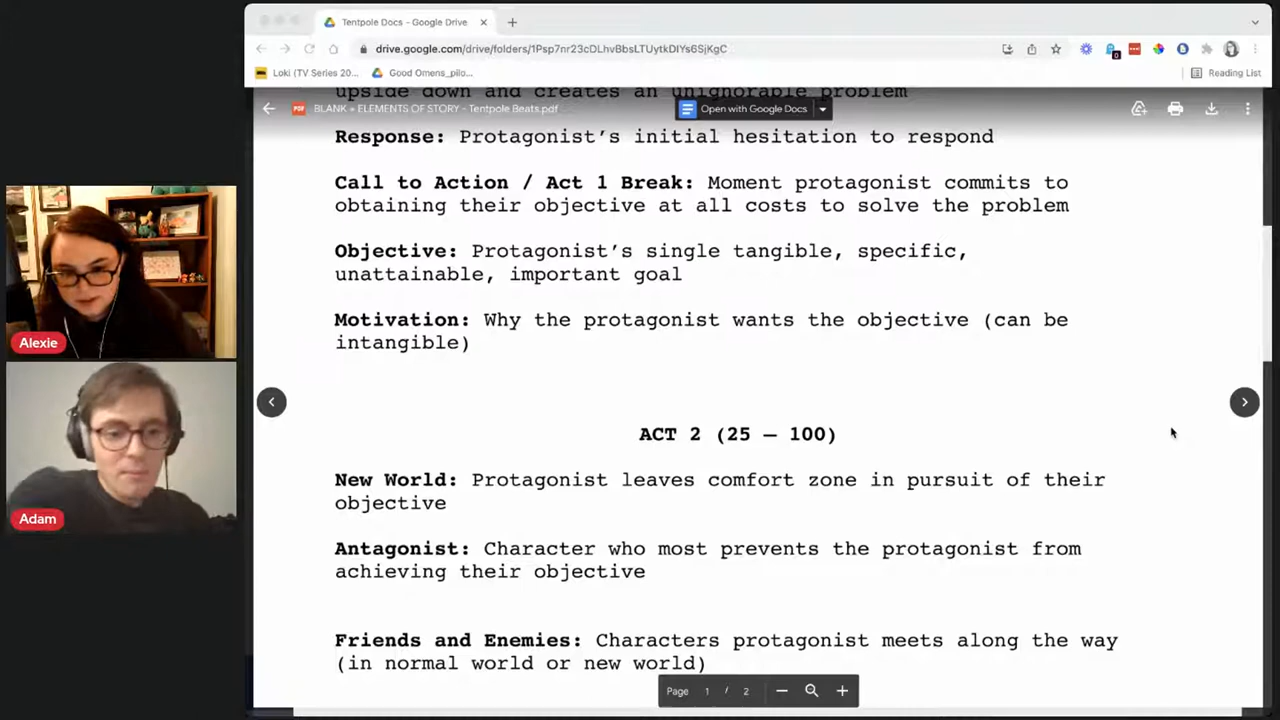 Tentpole Docs - Google Drive
drive.google.com/drive/folders/1Psp7nr23cDLhvBbsLTUytkDIYs6SjKgC
Loki (TV Series 20...
Good Omens_pilo...
Reading List
upside down and creates an unignorable problem
BLANK » ELEMENTS OF STORY - Tentpole Beats.pdf
Open with Google Docs
Response: Protagonist's initial hesitation to respond
Call to Action / Act 1 Break: Moment protagonist commits to
obtaining their objective at all costs to solve the problem
Objective: Protagonist's single tangible, specific,
unattainable, important goal
Motivation: Why the protagonist wants the objective (can be
intangible)
ACT 2 (25 – 100)
New World: Protagonist leaves comfort zone in pursuit of their
objective
Antagonist: Character who most prevents the protagonist from
achieving their objective
Friends and Enemies: Characters protagonist meets along the way
(in normal world or new world)
Page 1 / 2
Alexie
Adam